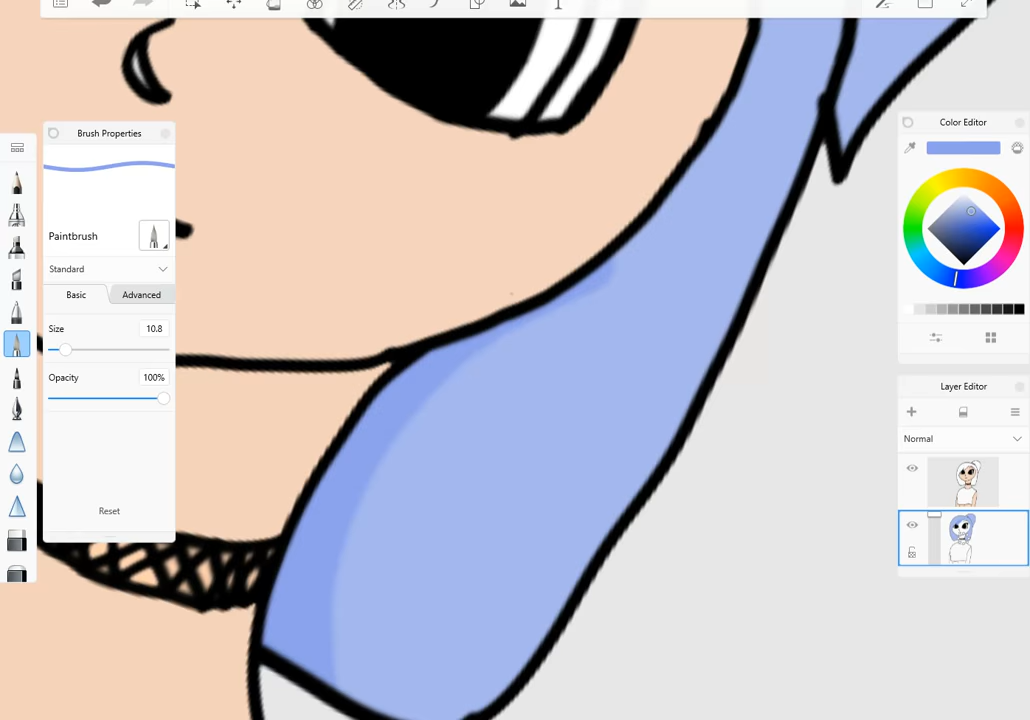 Brush Properties
Paintbrush
Standard
Basic Advanced
Size 10.8
Opacity 100%
Reset
Color Editor
Layer Editor
Normal